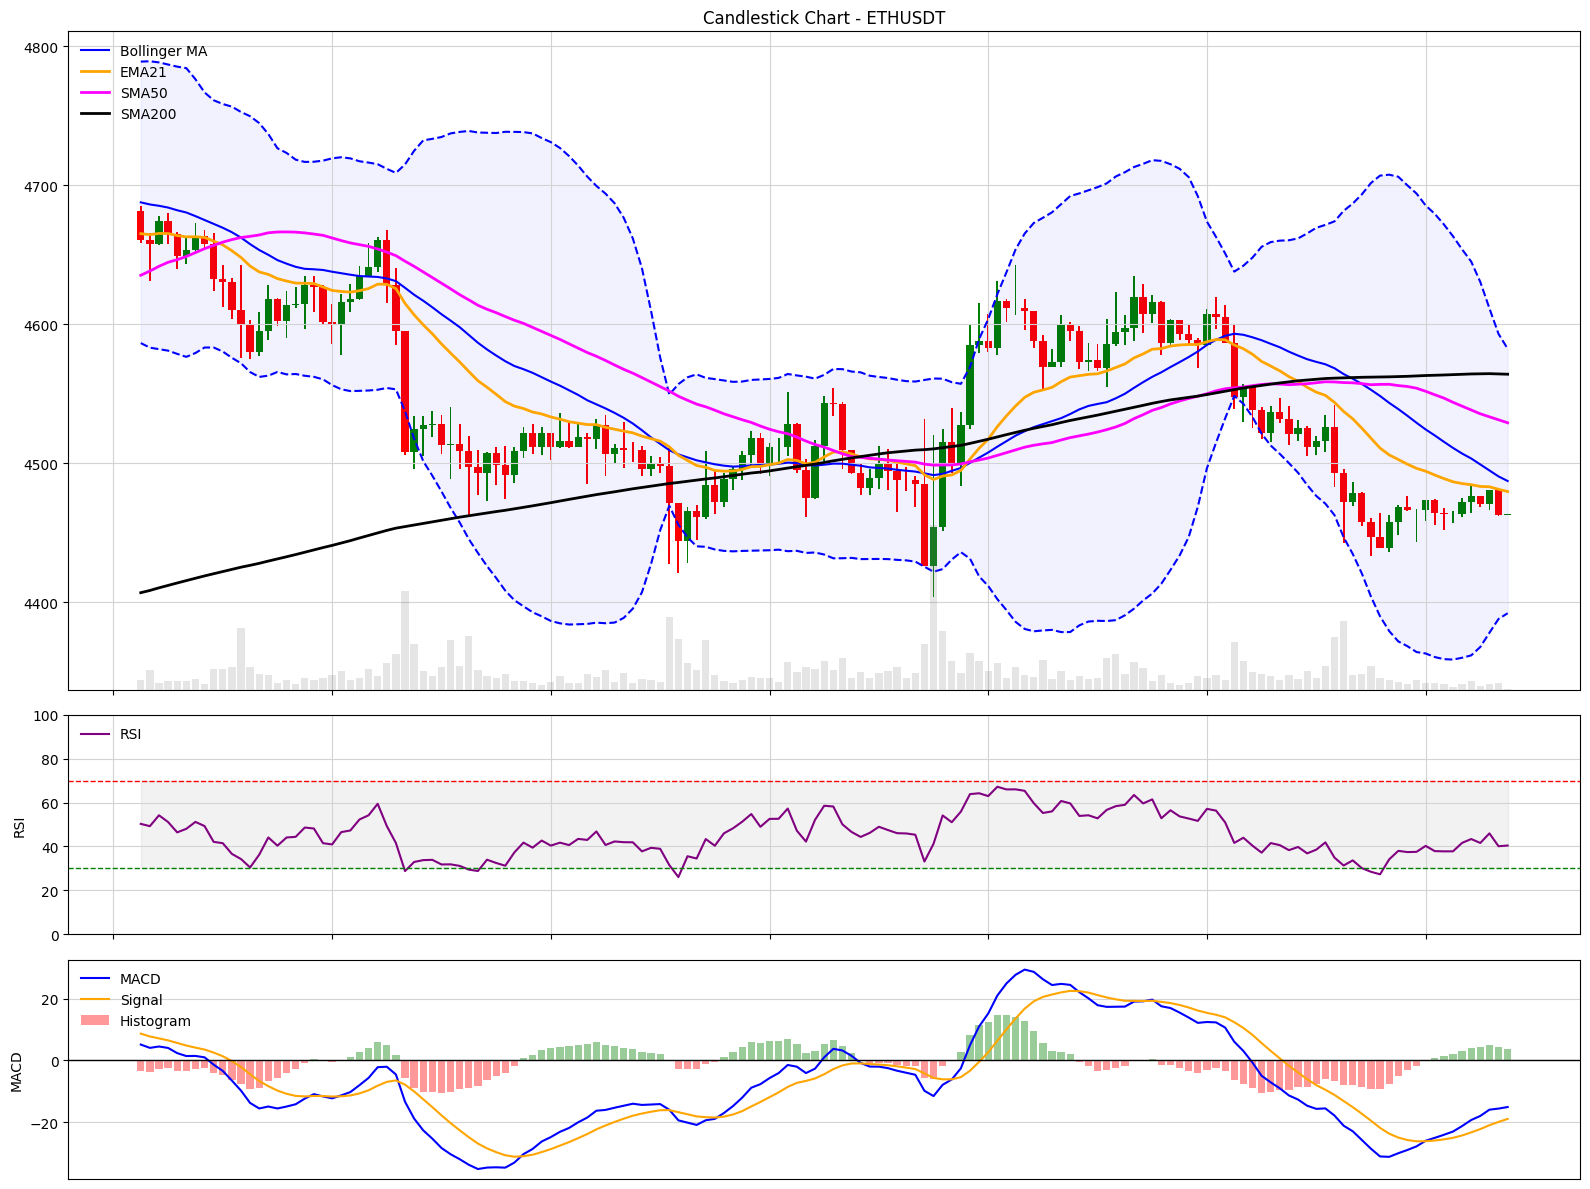 Candlestick Chart - ETHUSDT
4800
4700
4600
4500
4400
Bollinger MA
EMA21
SMA50
SMA200
100
80
60
40
20
0
RSI
RSI
20
0
−20
MACD
MACD
Signal
Histogram